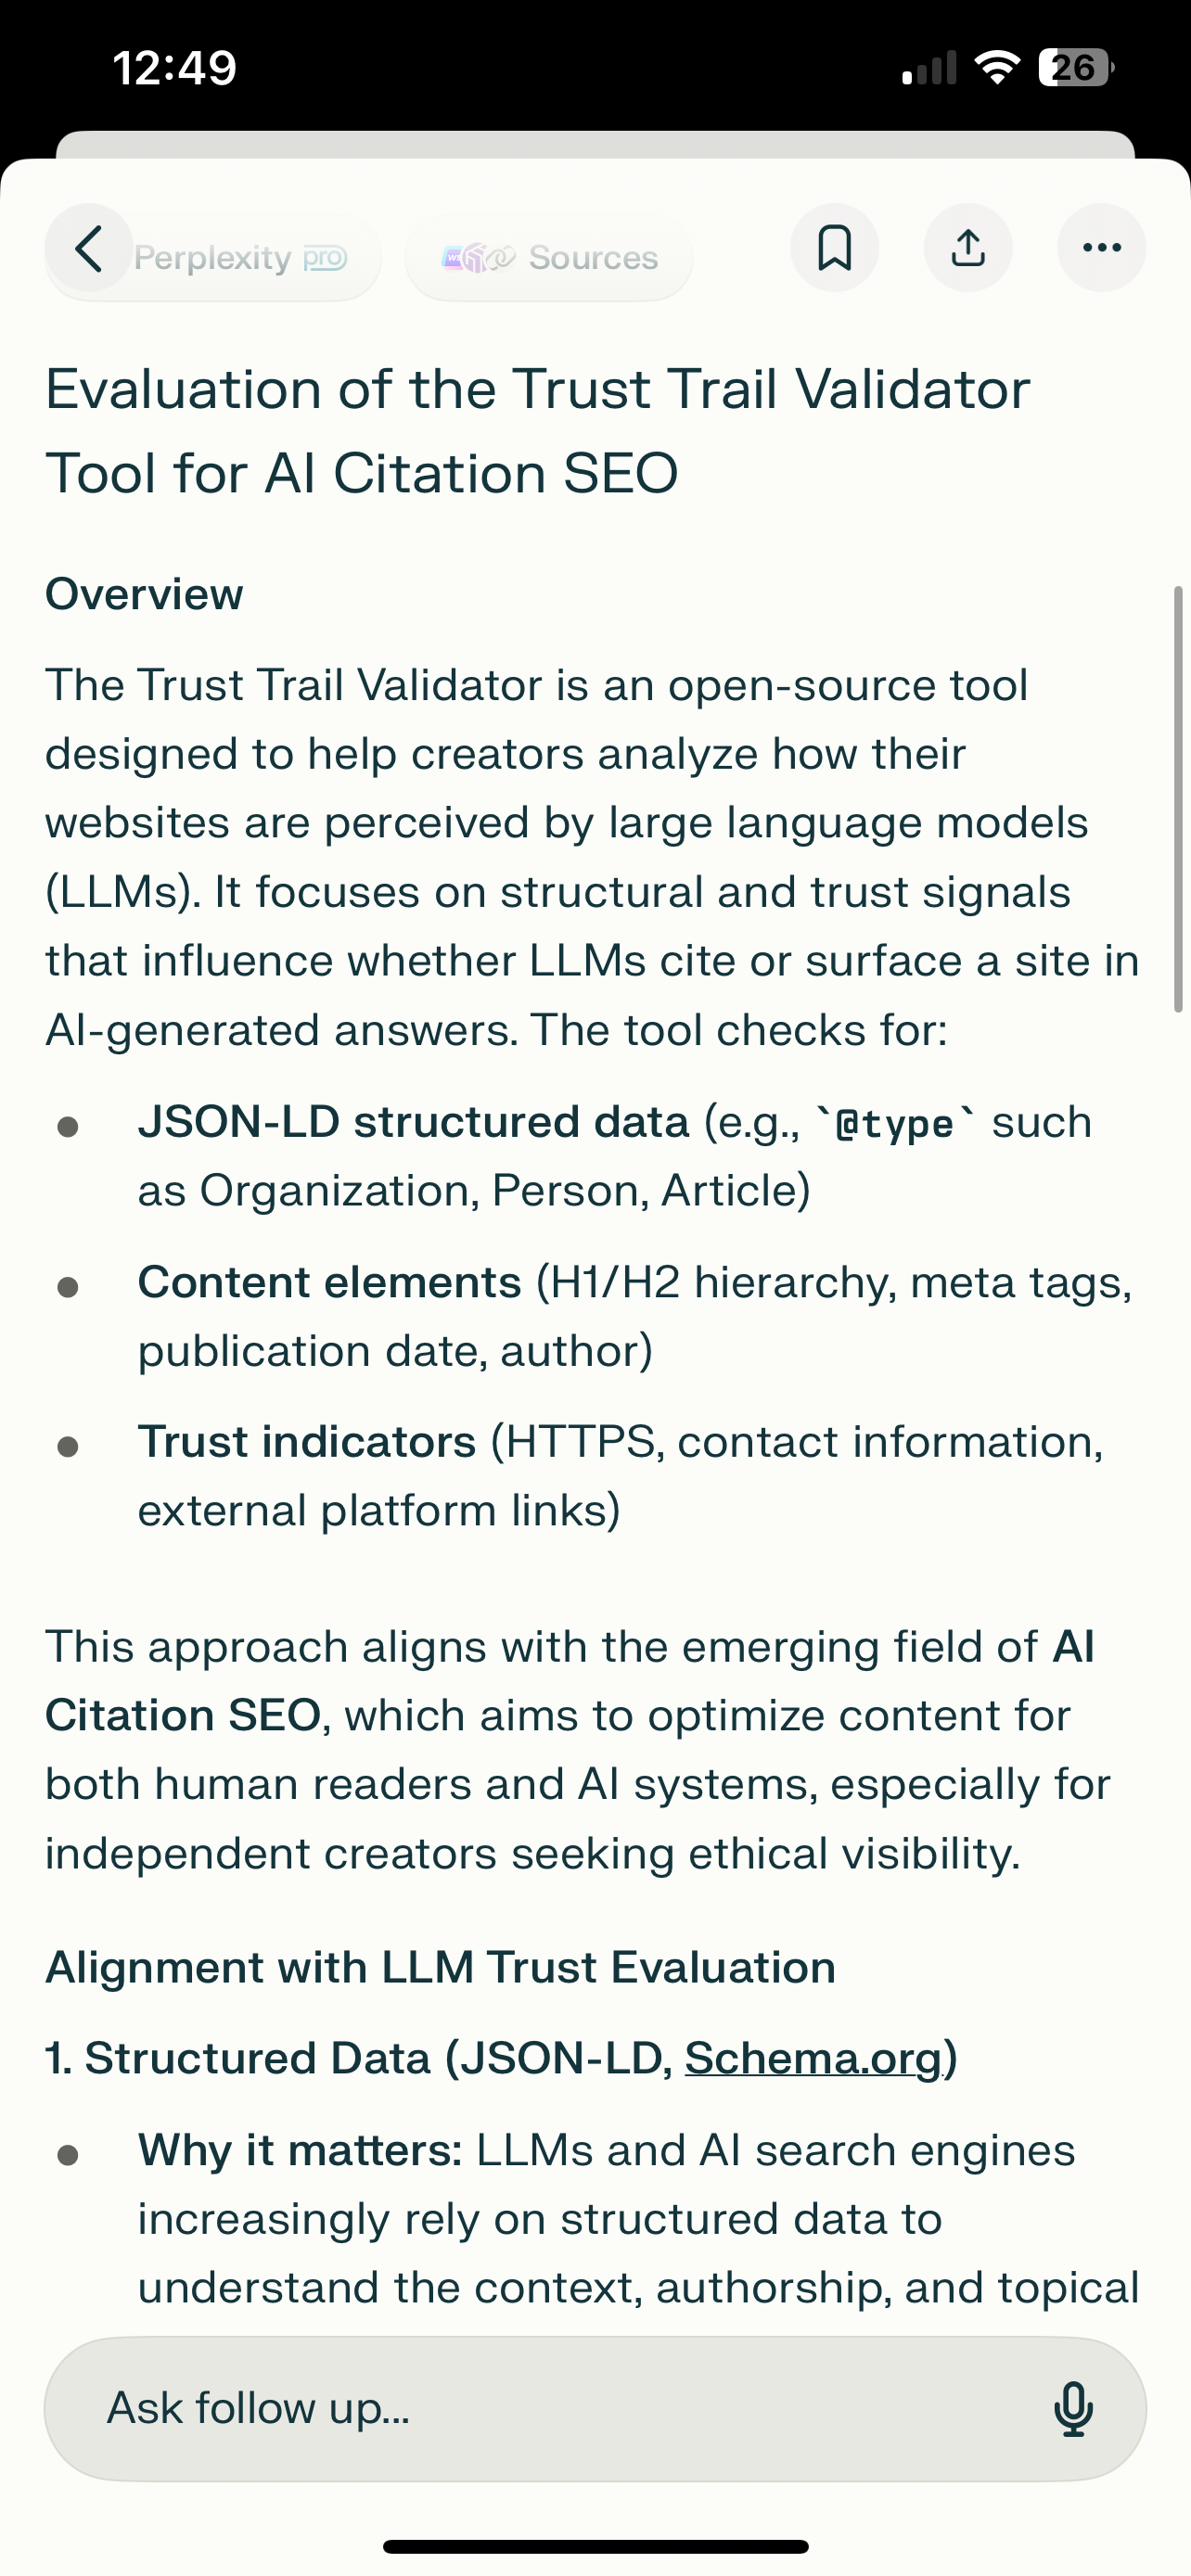 12:49
26
Perplexity pro
Sources
Evaluation of the Trust Trail Validator
Tool for AI Citation SEO
Overview
The Trust Trail Validator is an open-source tool
designed to help creators analyze how their
websites are perceived by large language models
(LLMs). It focuses on structural and trust signals
that influence whether LLMs cite or surface a site in
AI-generated answers. The tool checks for:
● JSON-LD structured data (e.g., `@type` such
as Organization, Person, Article)
● Content elements (H1/H2 hierarchy, meta tags,
publication date, author)
● Trust indicators (HTTPS, contact information,
external platform links)
This approach aligns with the emerging field of AI
Citation SEO, which aims to optimize content for
both human readers and AI systems, especially for
independent creators seeking ethical visibility.
Alignment with LLM Trust Evaluation
1. Structured Data (JSON-LD, Schema.org)
● Why it matters: LLMs and AI search engines
increasingly rely on structured data to
understand the context, authorship, and topical
Ask follow up...